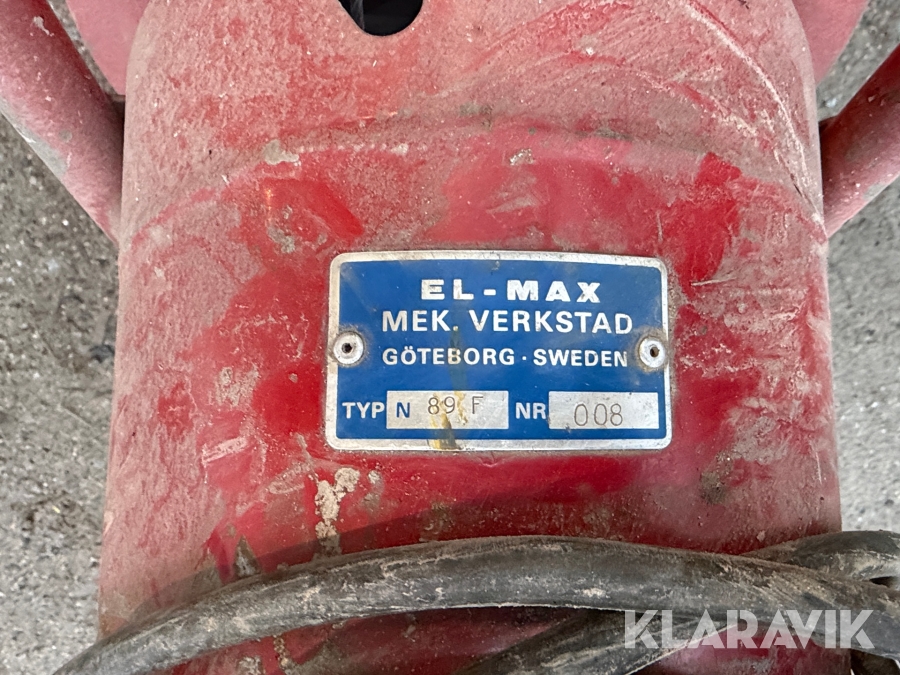 EL-MAX
MEK. VERKSTAD
GÖTEBORG · SWEDEN
TYP N 89 F NR 008
KLARAVIK